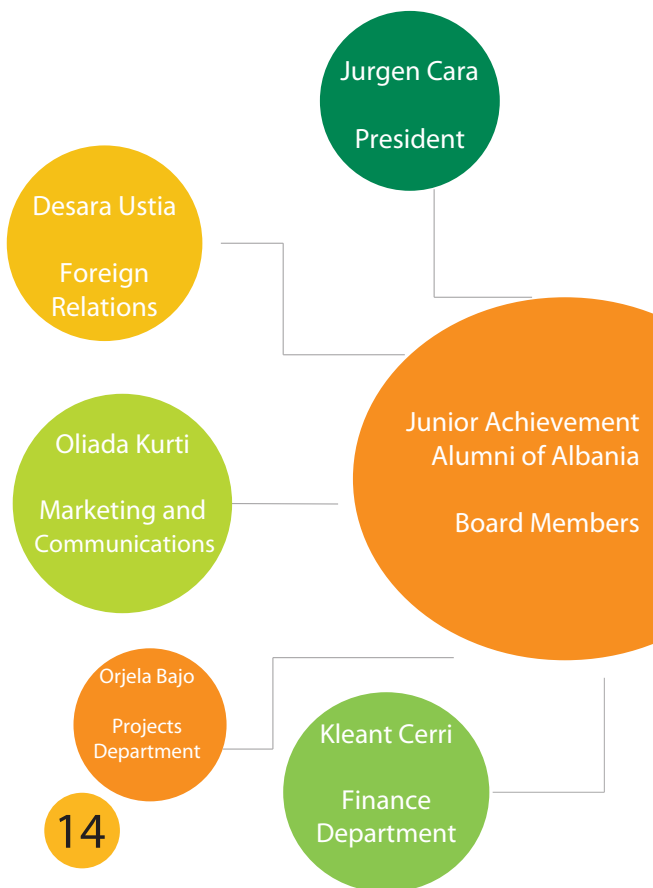 Jurgen Cara
President
Desara Ustia
Foreign
Relations
Junior Achievement
Alumni of Albania
Board Members
Oliada Kurti
Marketing and
Communications
Orjela Bajo
Projects
Department
Kleant Cerri
Finance
Department
14